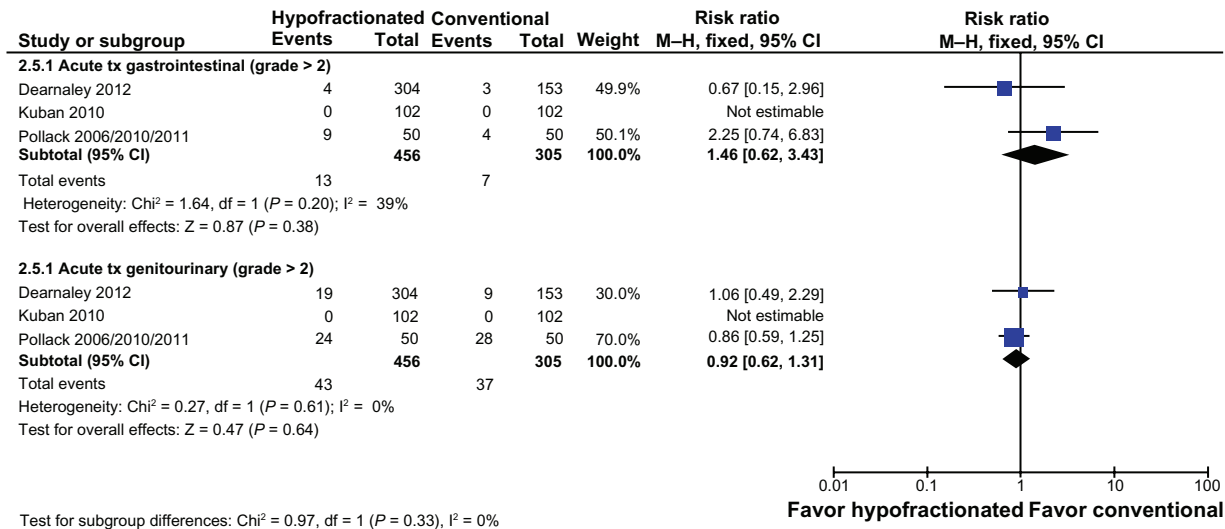 Hypofractionated Conventional Risk ratio Risk ratio
Study or subgroup Events Total Events Total Weight M–H, fixed, 95% CI M–H, fixed, 95% CI
2.5.1 Acute tx gastrointestinal (grade > 2)
Dearnaley 2012 4 304 3 153 49.9% 0.67 [0.15, 2.96]
Kuban 2010 0 102 0 102 Not estimable
Pollack 2006/2010/2011 9 50 4 50 50.1% 2.25 [0.74, 6.83]
Subtotal (95% CI) 456 305 100.0% 1.46 [0.62, 3.43]
Total events 13 7
Heterogeneity: Chi² = 1.64, df = 1 (P = 0.20); I² = 39%
Test for overall effects: Z = 0.87 (P = 0.38)
2.5.1 Acute tx genitourinary (grade > 2)
Dearnaley 2012 19 304 9 153 30.0% 1.06 [0.49, 2.29]
Kuban 2010 0 102 0 102 Not estimable
Pollack 2006/2010/2011 24 50 28 50 70.0% 0.86 [0.59, 1.25]
Subtotal (95% CI) 456 305 100.0% 0.92 [0.62, 1.31]
Total events 43 37
Heterogeneity: Chi² = 0.27, df = 1 (P = 0.61); I² = 0%
Test for overall effects: Z = 0.47 (P = 0.64)
0.01 0.1 1 10 100
Favor hypofractionated Favor conventional
Test for subgroup differences: Chi² = 0.97, df = 1 (P = 0.33), I² = 0%